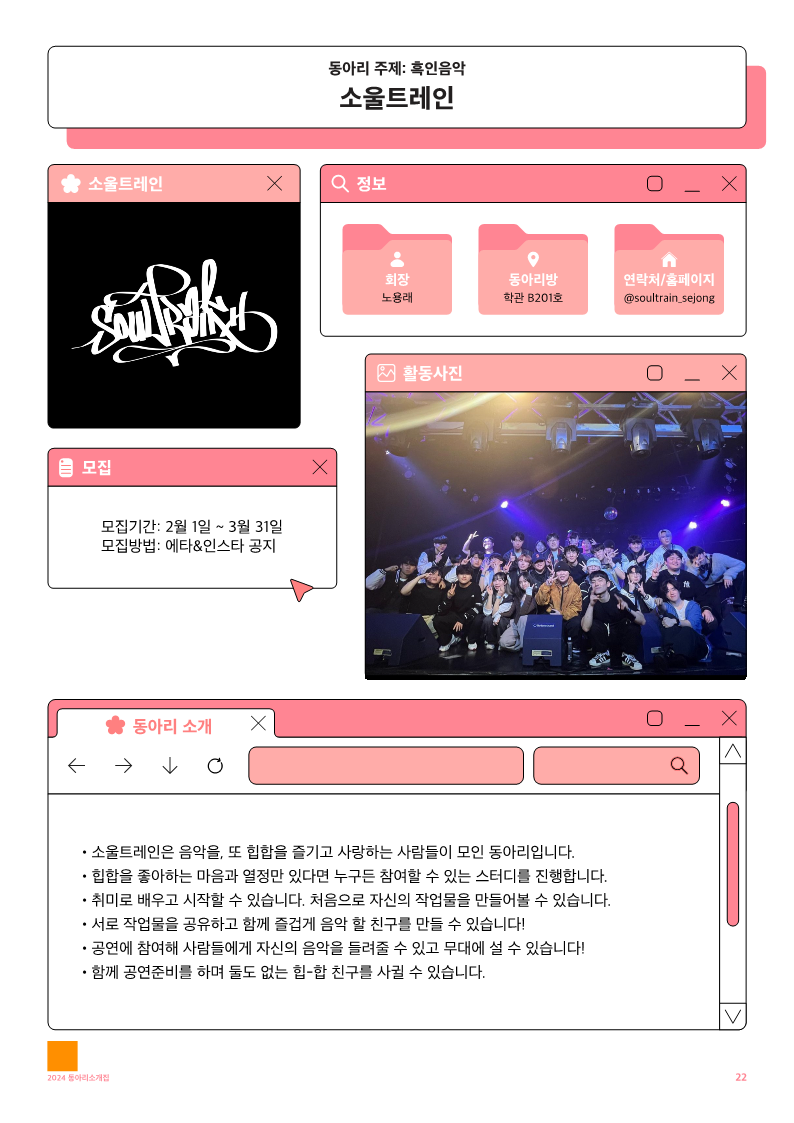 동아리 주제: 흑인음악
소울트레인
소울트레인
SoulTrain
정보
회장
노용래
동아리방
학관 B201호
연락처/홈페이지
@soultrain_sejong
활동사진
모집
모집기간: 2월 1일 ~ 3월 31일
모집방법: 에타&인스타 공지
동아리 소개
• 소울트레인은 음악을, 또 힙합을 즐기고 사랑하는 사람들이 모인 동아리입니다.
• 힙합을 좋아하는 마음과 열정만 있다면 누구든 참여할 수 있는 스터디를 진행합니다.
• 취미로 배우고 시작할 수 있습니다. 처음으로 자신의 작업물을 만들어볼 수 있습니다.
• 서로 작업물을 공유하고 함께 즐겁게 음악 할 친구를 만들 수 있습니다!
• 공연에 참여해 사람들에게 자신의 음악을 들려줄 수 있고 무대에 설 수 있습니다!
• 함께 공연준비를 하며 둘도 없는 힙-합 친구를 사귈 수 있습니다.
2024 동아리소개집
22